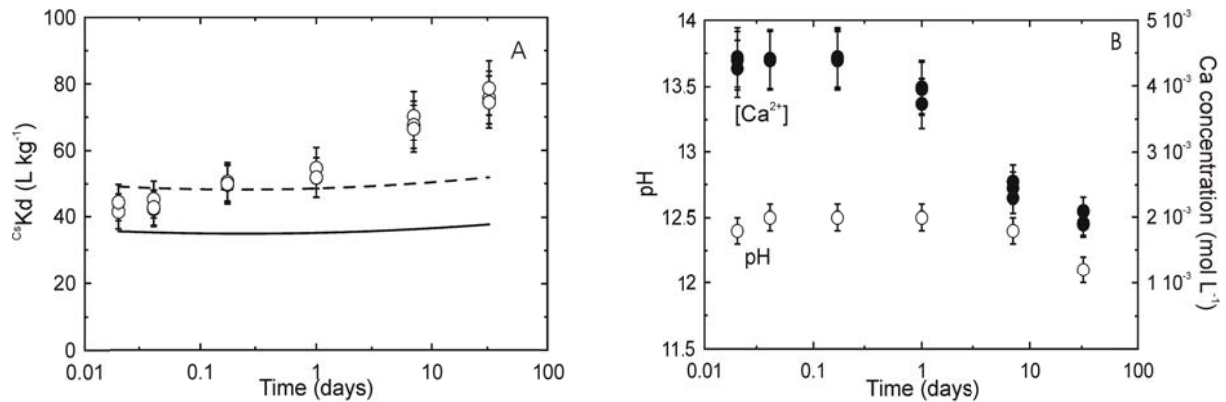 A
100
80
60
40
20
0
CsKd (L kg-1)
0.01 0.1 1 10 100
Time (days)
B
14
13.5
13
12.5
12
11.5
pH
[Ca2+]
pH
5 10-3
4 10-3
3 10-3
2 10-3
1 10-3
0
Ca concentration (mol L-1)
0.01 0.1 1 10 100
Time (days)